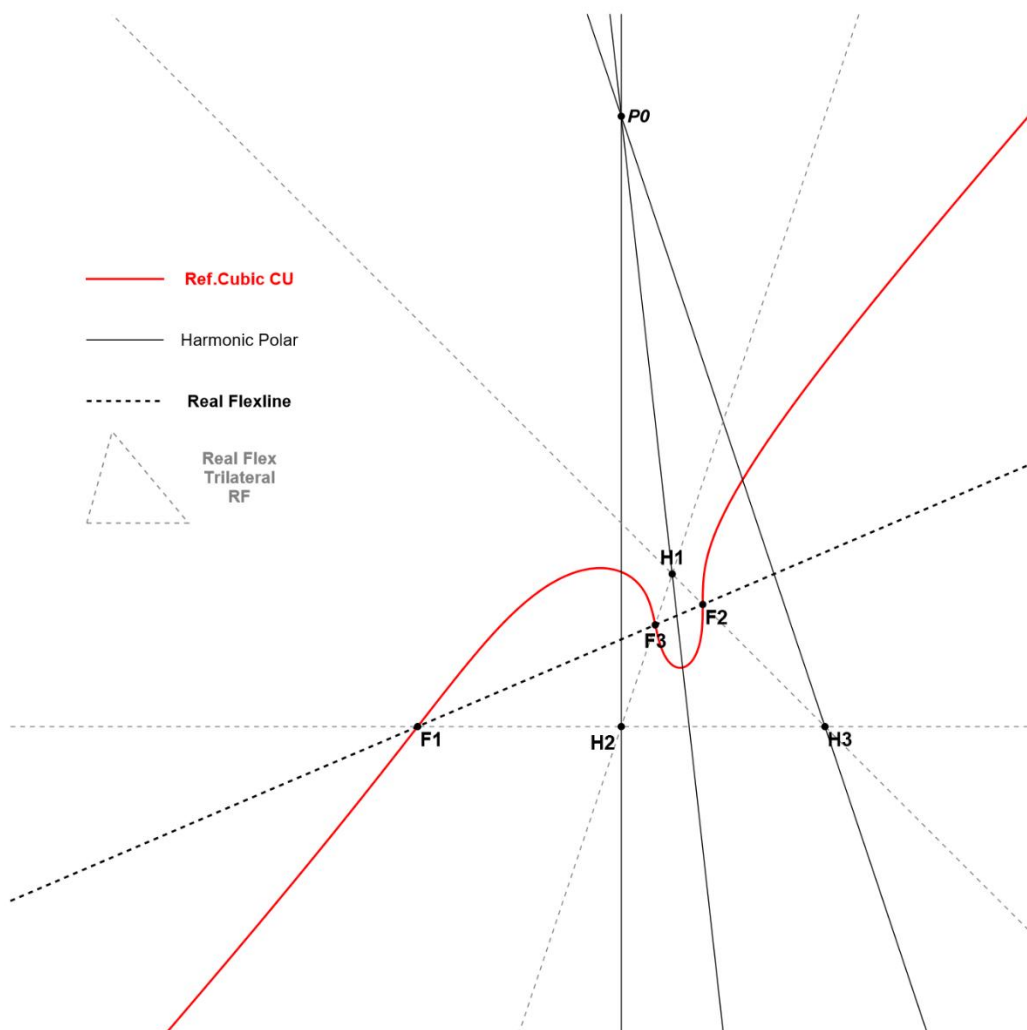 P0
Ref.Cubic CU
Harmonic Polar
Real Flexline
Real Flex
Trilateral
RF
H1
F2
F3
F1
H2
H3